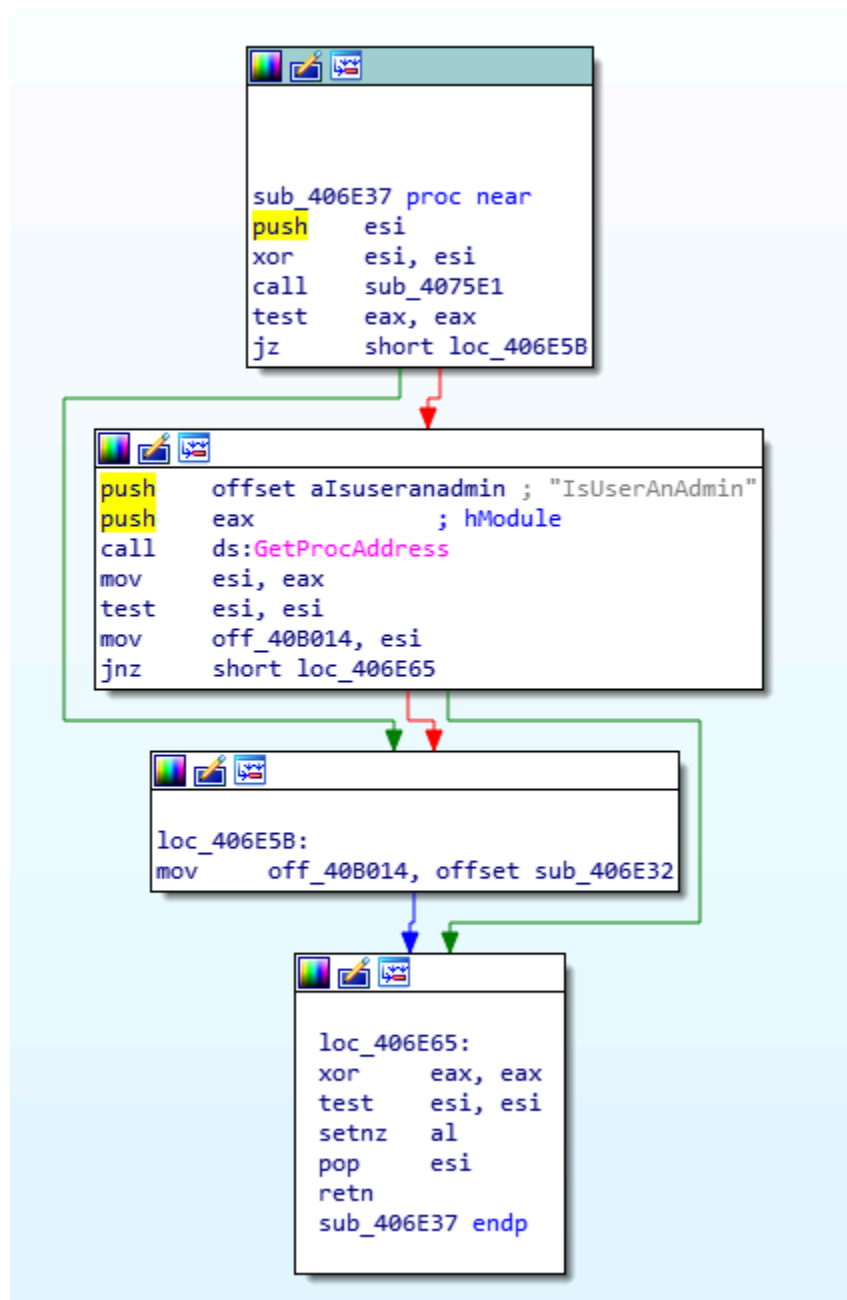 sub_406E37 proc near
push esi
xor esi, esi
call sub_4075E1
test eax, eax
jz short loc_406E5B
push offset aIsuseranadmin ; "IsUserAnAdmin"
push eax ; hModule
call ds:GetProcAddress
mov esi, eax
test esi, esi
mov off_40B014, esi
jnz short loc_406E65
loc_406E5B:
mov off_40B014, offset sub_406E32
loc_406E65:
xor eax, eax
test esi, esi
setnz al
pop esi
retn
sub_406E37 endp